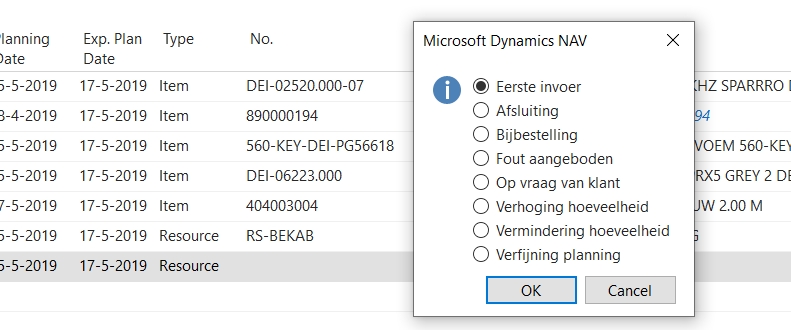 Planning Exp. Plan Type No.
Date Date
5-5-2019 17-5-2019 Item DEI-02520.000-07 KHZ SPARRRO
8-4-2019 17-5-2019 Item 890000194 94
5-5-2019 17-5-2019 Item 560-KEY-DEI-PG56618 VOEM 560-KEY
5-5-2019 17-5-2019 Item DEI-06223.000 RX5 GREY 2 DE
7-5-2019 17-5-2019 Item 404003004 UW 2.00 M
5-5-2019 17-5-2019 Resource RS-BEKAB
5-5-2019 17-5-2019 Resource
Microsoft Dynamics NAV
Eerste invoer
Afsluiting
Bijbestelling
Fout aangeboden
Op vraag van klant
Verhoging hoeveelheid
Vermindering hoeveelheid
Verfijning planning
OK Cancel